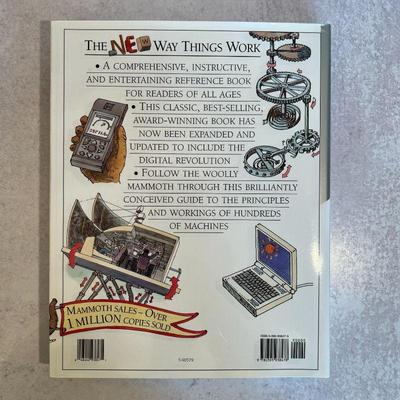 THE NEW WAY THINGS WORK
• A COMPREHENSIVE, INSTRUCTIVE,
AND ENTERTAINING REFERENCE BOOK
FOR READERS OF ALL AGES
• THIS CLASSIC, BEST-SELLING,
AWARD-WINNING BOOK HAS
NOW BEEN EXPANDED AND
UPDATED TO INCLUDE THE
DIGITAL REVOLUTION
• FOLLOW THE WOOLLY
MAMMOTH THROUGH THIS BRILLIANTLY
CONCEIVED GUIDE TO THE PRINCIPLES
AND WORKINGS OF HUNDREDS
OF MACHINES
MAMMOTH SALES – OVER
1 MILLION COPIES SOLD